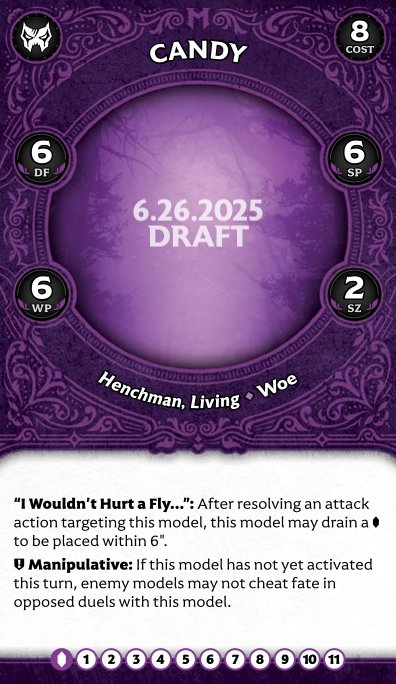 CANDY
8
COST
6
DF
6
SP
6.26.2025
DRAFT
6
WP
2
SZ
Henchman, Living • Woe
“I Wouldn’t Hurt a Fly...”: After resolving an attack
action targeting this model, this model may drain a
to be placed within 6".
Manipulative: If this model has not yet activated
this turn, enemy models may not cheat fate in
opposed duels with this model.
1 2 3 4 5 6 7 8 9 10 11